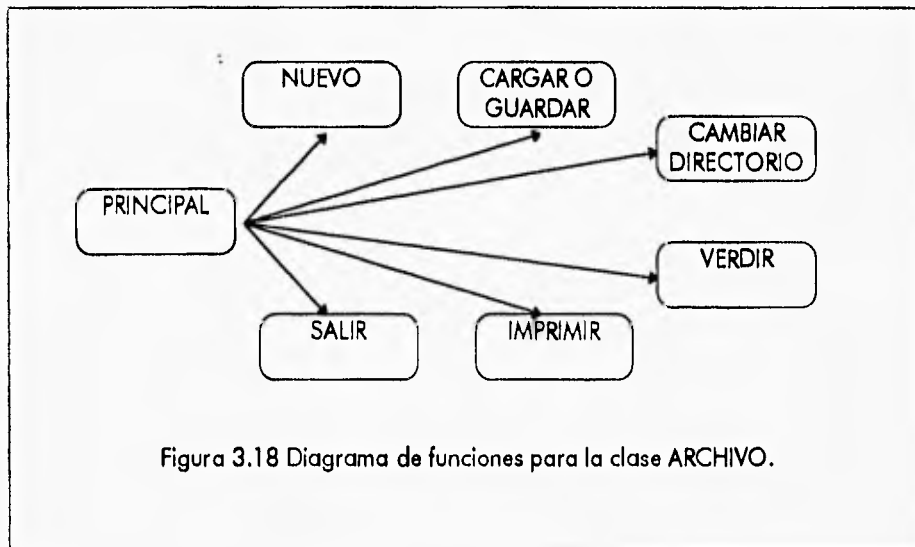 NUEVO
CARGAR O
GUARDAR
CAMBIAR
DIRECTORIO
PRINCIPAL
VERDIR
SALIR
IMPRIMIR
Figura 3.18 Diagrama de funciones para la clase ARCHIVO.